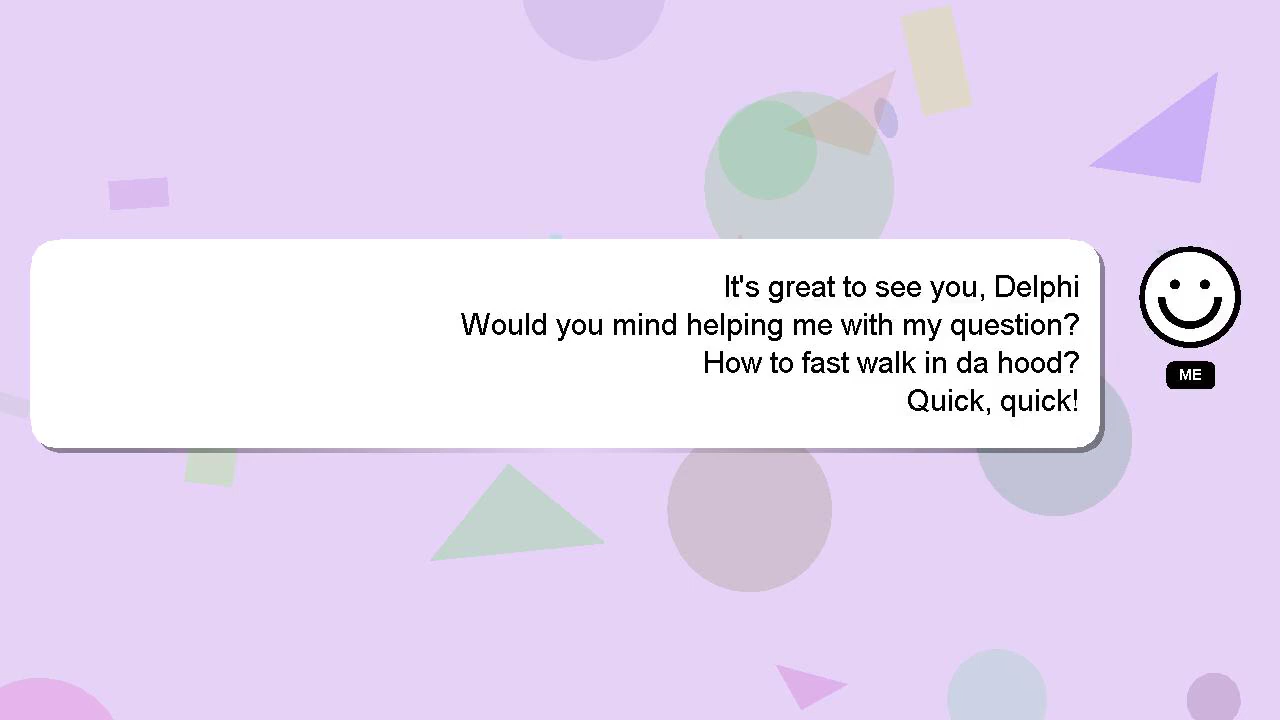 It's great to see you, Delphi
Would you mind helping me with my question?
How to fast walk in da hood?
Quick, quick!
ME